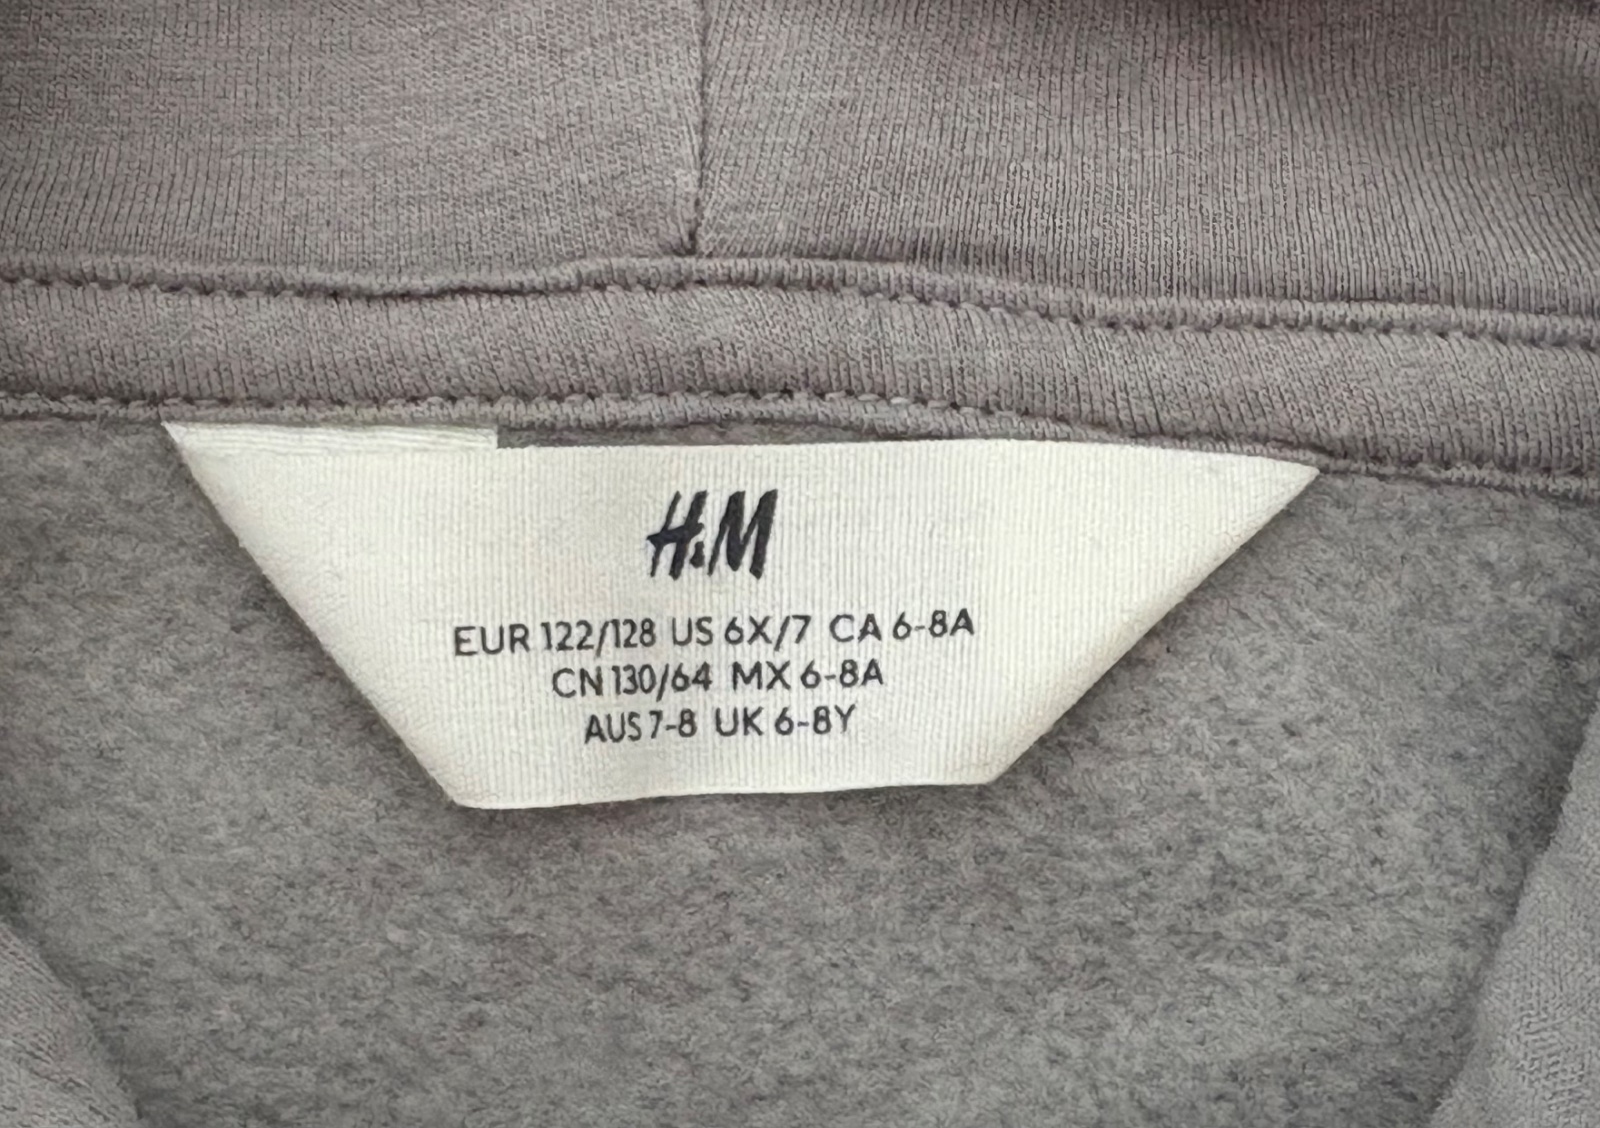 H&M
EUR 122/128 US 6X/7 CA 6-8A
CN 130/64 MX 6-8A
AUS 7-8 UK 6-8Y